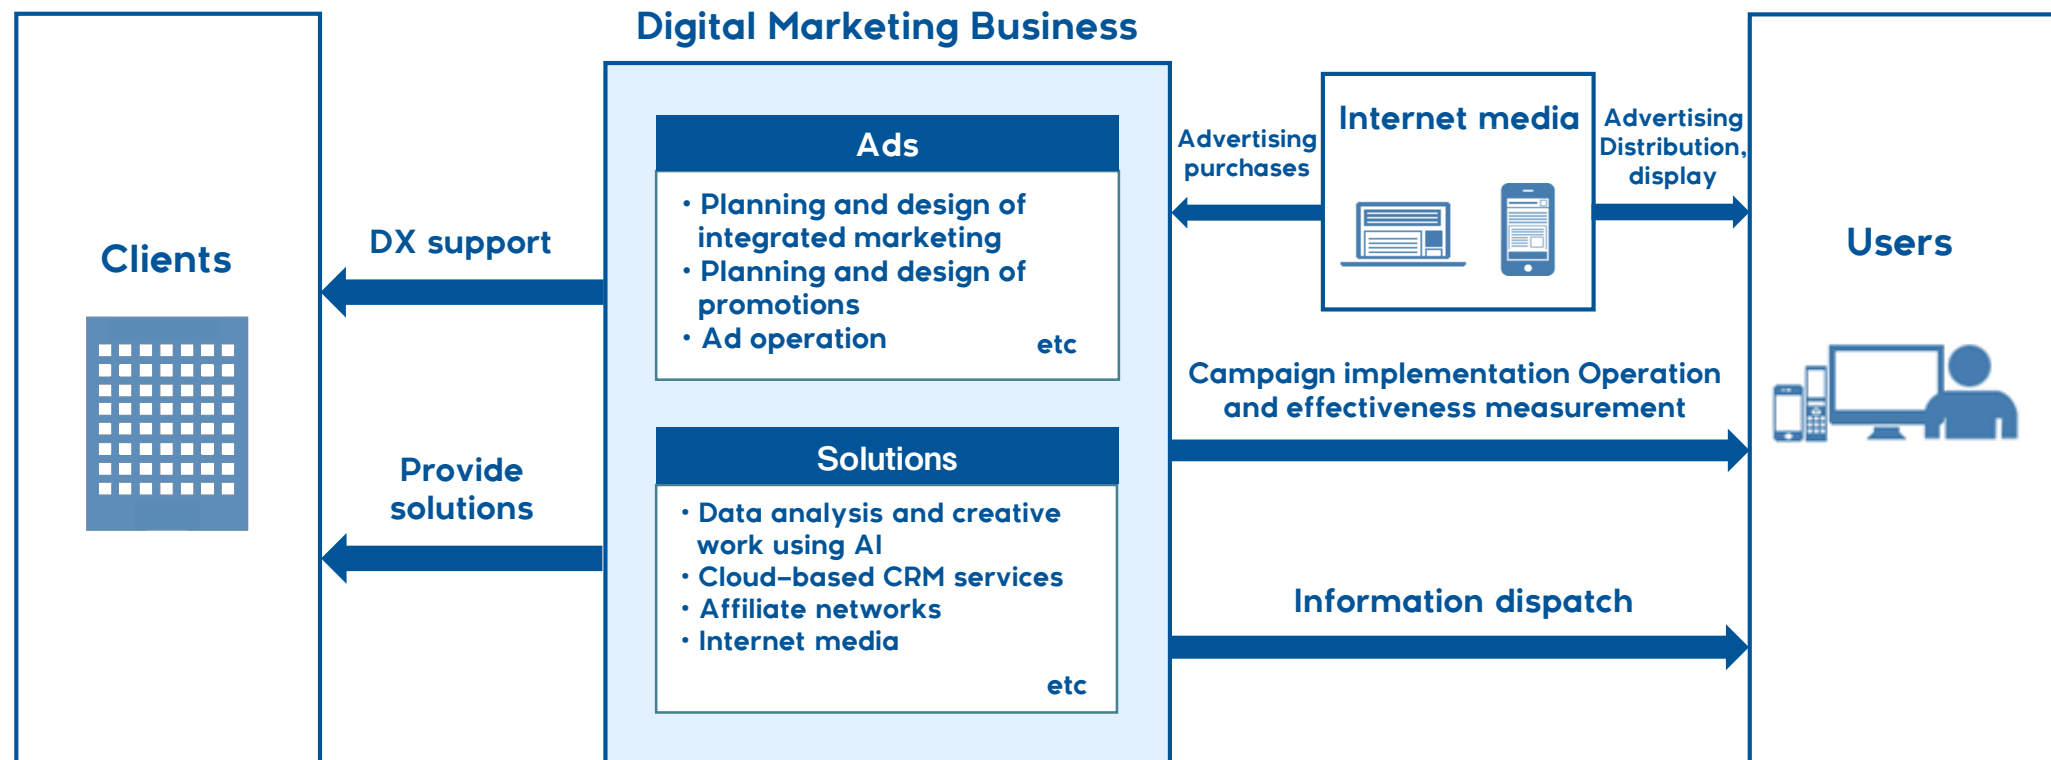 Digital Marketing Business
Clients
DX support
Provide
solutions
Ads
・Planning and design of
integrated marketing
・Planning and design of
promotions
・Ad operation
etc
Solutions
・Data analysis and creative
work using AI
・Cloud-based CRM services
・Affiliate networks
・Internet media
etc
Advertising
purchases
Internet media
Advertising
Distribution,
display
Campaign implementation Operation
and effectiveness measurement
Information dispatch
Users